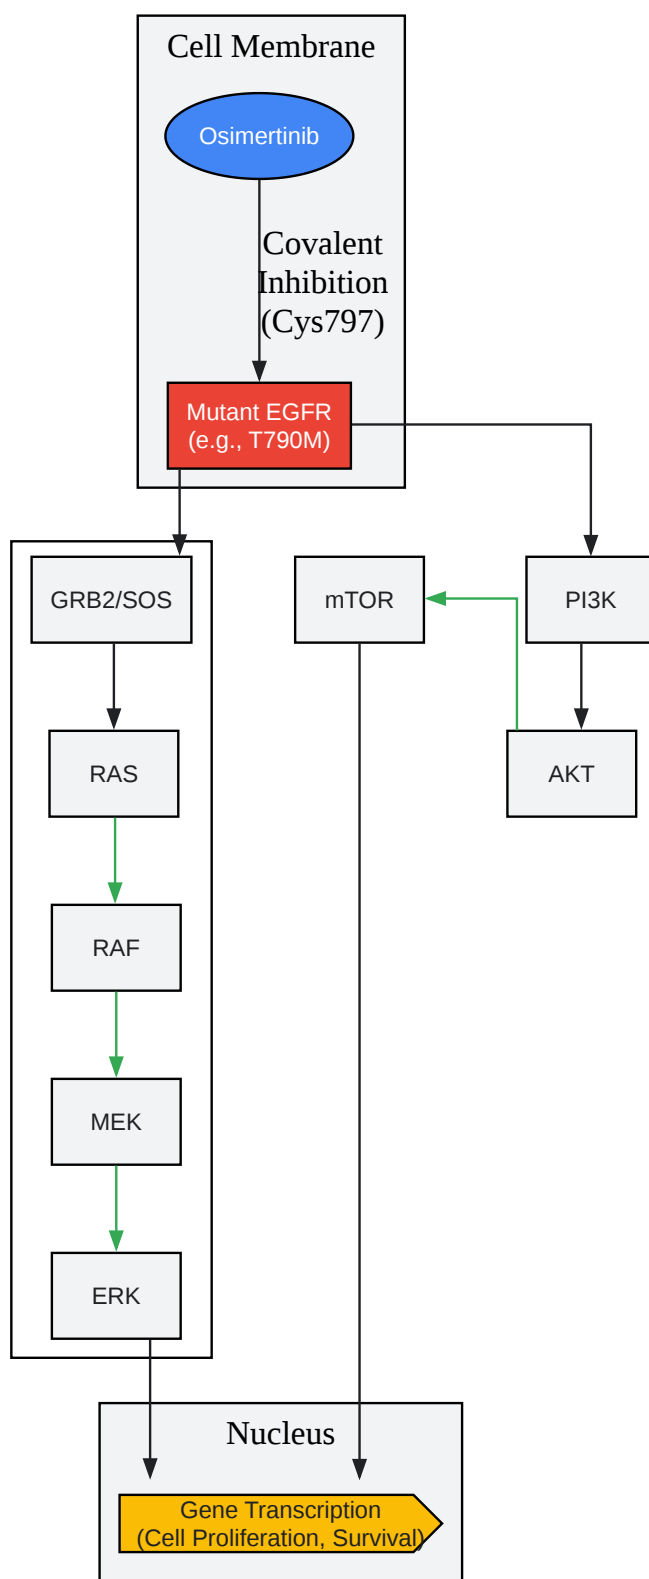 Cell Membrane
Osimertinib
Covalent
Inhibition
(Cys797)
Mutant EGFR
(e.g., T790M)
GRB2/SOS
mTOR
PI3K
RAS
AKT
RAF
MEK
ERK
Nucleus
Gene Transcription
(Cell Proliferation, Survival)